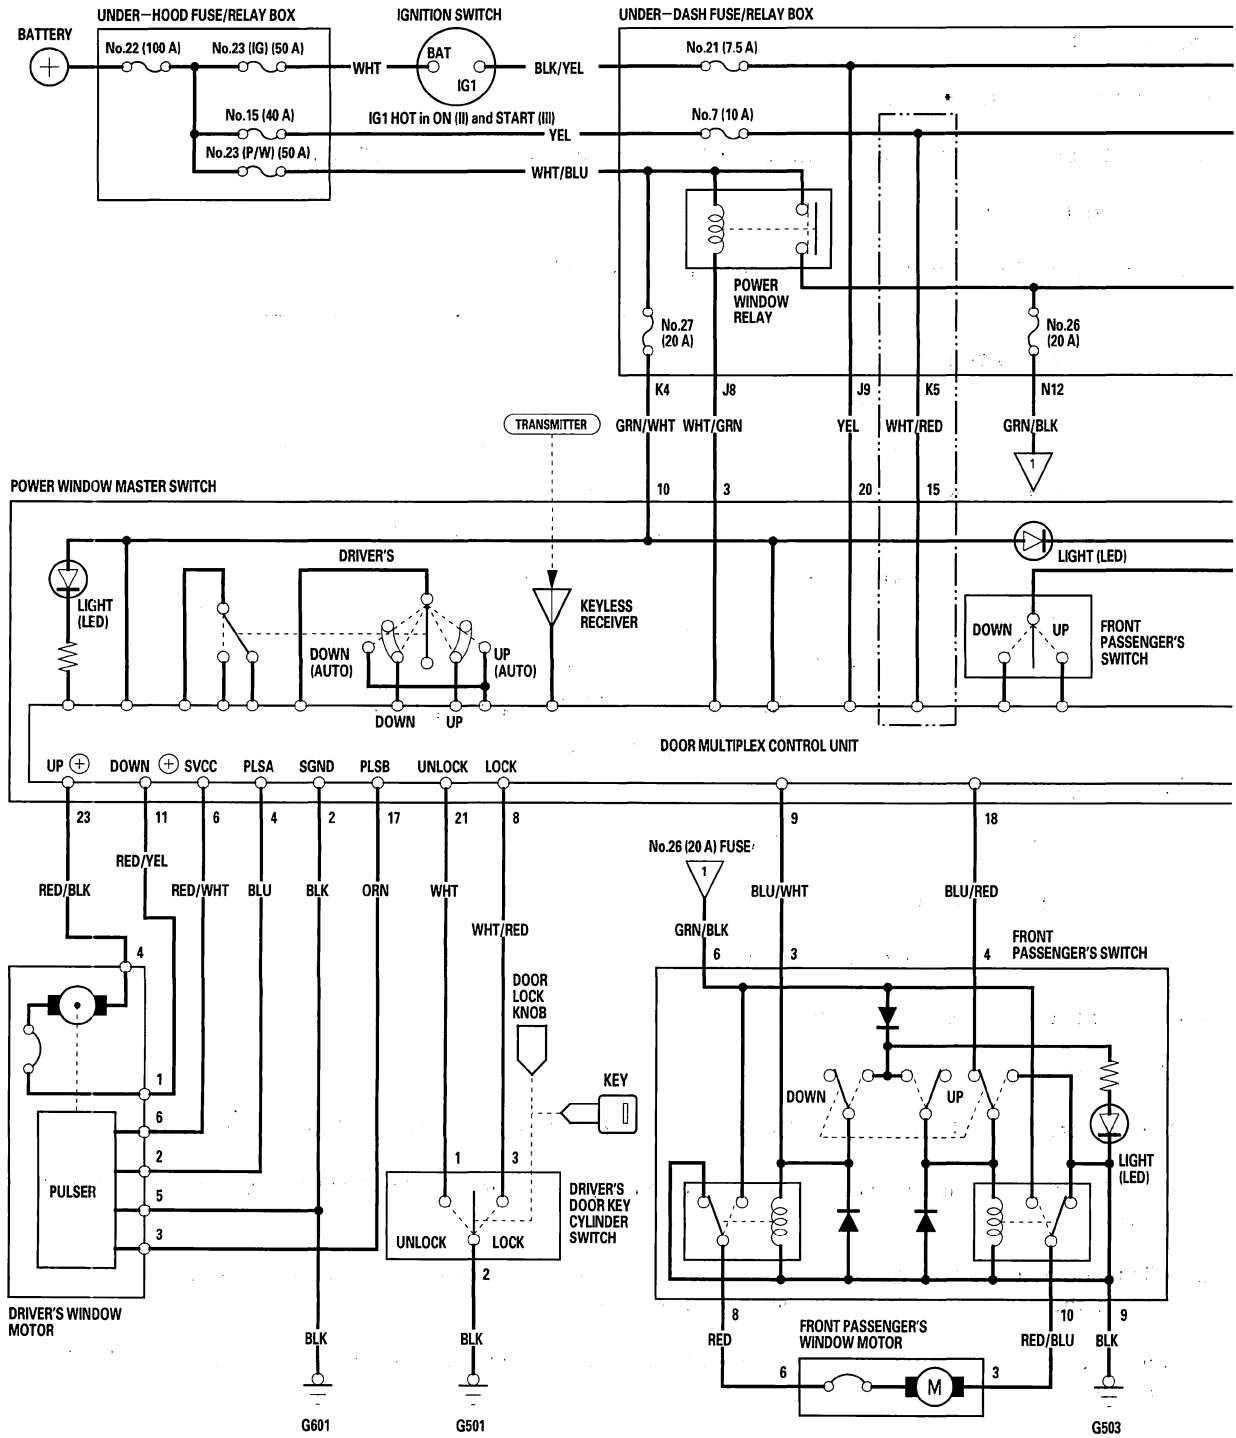 UNDER–HOOD FUSE/RELAY BOX
IGNITION SWITCH
UNDER–DASH FUSE/RELAY BOX
BATTERY
No.22 (100 A)
No.23 (IG) (50 A)
BAT
IG1
WHT
BLK/YEL
No.21 (7.5 A)
No.15 (40 A)
IG1 HOT in ON (II) and START (III)
YEL
No.7 (10 A)
*
No.23 (P/W) (50 A)
WHT/BLU
POWER
WINDOW
RELAY
No.27
(20 A)
No.26
(20 A)
K4
J8
J9
K5
N12
TRANSMITTER
GRN/WHT
WHT/GRN
YEL
WHT/RED
GRN/BLK
1
POWER WINDOW MASTER SWITCH
10
3
20
15
LIGHT (LED)
DRIVER'S
LIGHT
(LED)
DOWN
(AUTO)
UP
(AUTO)
KEYLESS
RECEIVER
DOWN
UP
FRONT
PASSENGER'S
SWITCH
DOWN
UP
DOOR MULTIPLEX CONTROL UNIT
UP +
DOWN +
SVCC
PLSA
SGND
PLSB
UNLOCK
LOCK
23
11
6
4
2
17
21
8
9
18
RED/YEL
No.26 (20 A) FUSE
1
RED/BLK
RED/WHT
BLU
BLK
ORN
WHT
BLU/WHT
BLU/RED
WHT/RED
GRN/BLK
FRONT
PASSENGER'S SWITCH
4
6
3
4
DOOR
LOCK
KNOB
KEY
1
6
2
5
3
PULSER
DOWN
UP
LIGHT
(LED)
1
3
DRIVER'S
DOOR KEY
CYLINDER
SWITCH
UNLOCK
LOCK
2
DRIVER'S WINDOW
MOTOR
BLK
BLK
8
10
9
RED
FRONT PASSENGER'S
WINDOW MOTOR
RED/BLU
BLK
6
M
3
G601
G501
G503